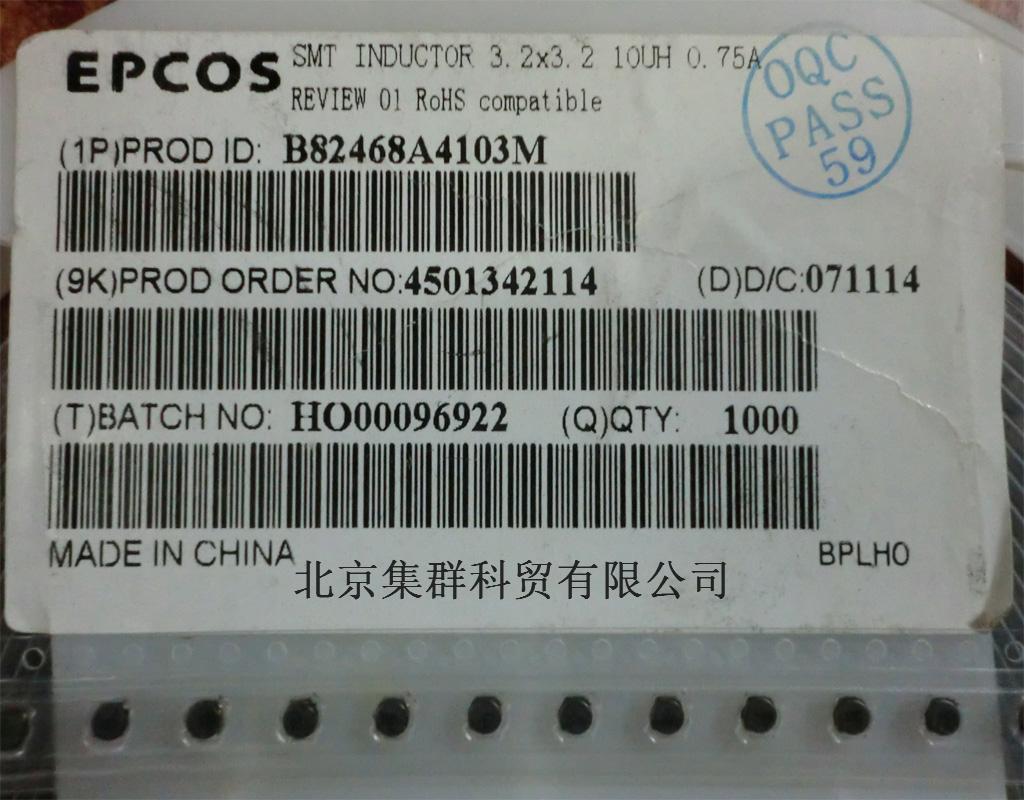 EPCOS SMT INDUCTOR 3.2x3.2 10UH 0.75A
REVIEW 01 RoHS compatible
OQC
PASS
59
(1P)PROD ID: B82468A4103M
(9K)PROD ORDER NO:4501342114 (D)D/C:071114
(T)BATCH NO: HO00096922 (Q)QTY: 1000
MADE IN CHINA BPLH0
北京集群科贸有限公司